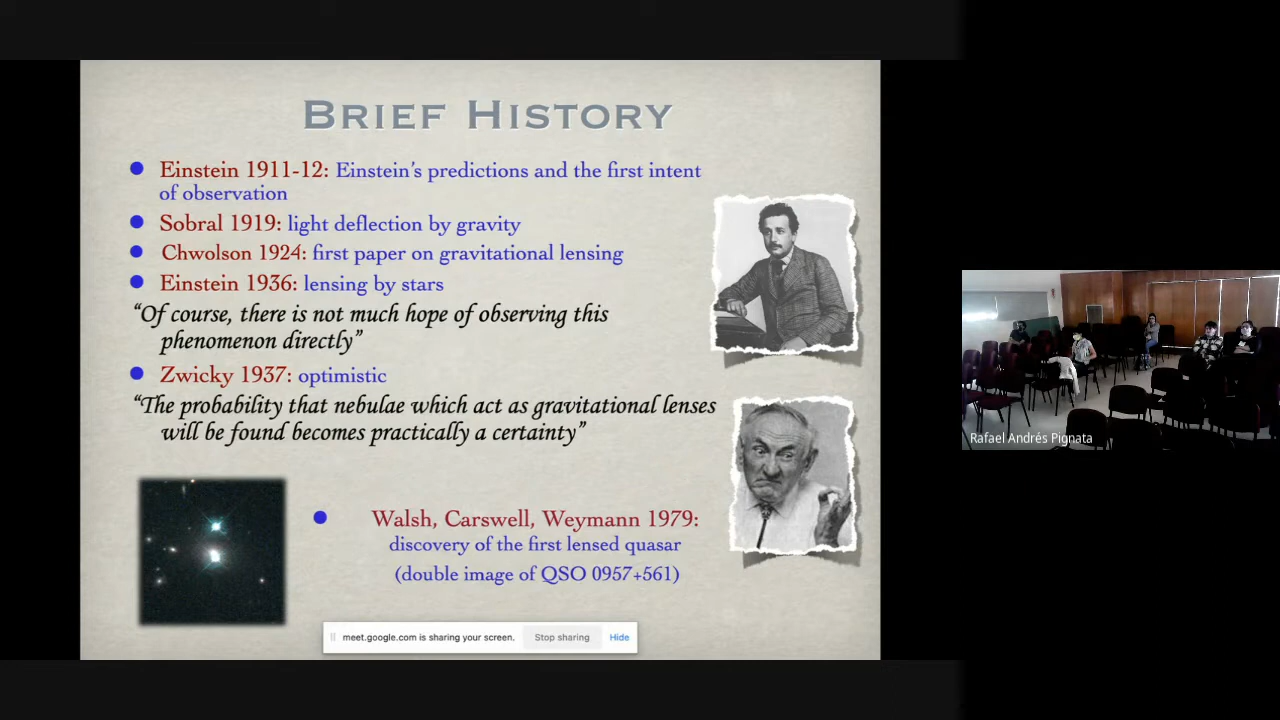 BRIEF HISTORY
Einstein 1911-12: Einstein's predictions and the first intent
of observation
Sobral 1919: light deflection by gravity
Chwolson 1924: first paper on gravitational lensing
Einstein 1936: lensing by stars
“Of course, there is not much hope of observing this
phenomenon directly”
Zwicky 1937: optimistic
“The probability that nebulae which act as gravitational lenses
will be found becomes practically a certainty”
Walsh, Carswell, Weymann 1979:
discovery of the first lensed quasar
(double image of QSO 0957+561)
meet.google.com is sharing your screen. Stop sharing Hide
Rafael Andrés Pignata